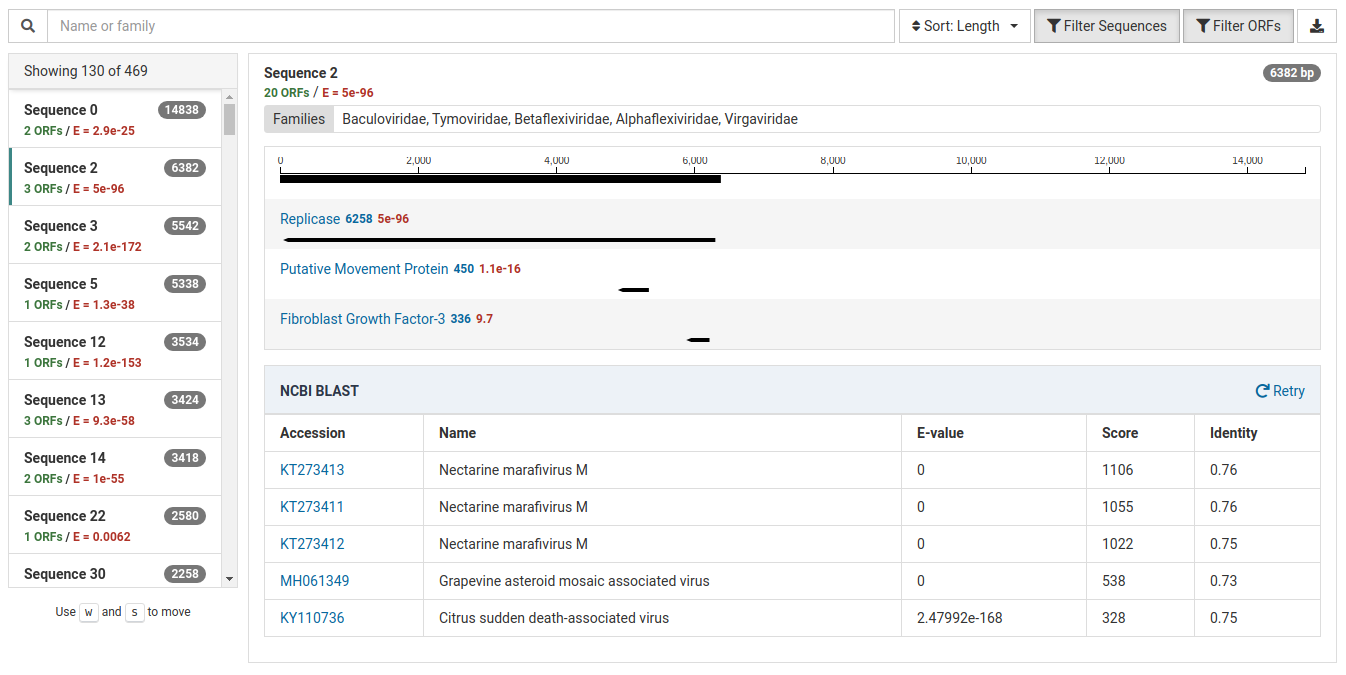 Name or family
Sort: Length
Filter Sequences
Filter ORFs
Showing 130 of 469
Sequence 0 14838
2 ORFs / E = 2.9e-25
Sequence 2 6382
3 ORFs / E = 5e-96
Sequence 3 5542
2 ORFs / E = 2.1e-172
Sequence 5 5338
1 ORFs / E = 1.3e-38
Sequence 12 3534
1 ORFs / E = 1.2e-153
Sequence 13 3424
3 ORFs / E = 9.3e-58
Sequence 14 3418
2 ORFs / E = 1e-55
Sequence 22 2580
1 ORFs / E = 0.0062
Sequence 30 2258
Use w and s to move
Sequence 2 6382 bp
20 ORFs / E = 5e-96
Families Baculoviridae, Tymoviridae, Betaflexiviridae, Alphaflexiviridae, Virgaviridae
0 2,000 4,000 6,000 8,000 10,000 12,000 14,000
Replicase 6258 5e-96
Putative Movement Protein 450 1.1e-16
Fibroblast Growth Factor-3 336 9.7
NCBI BLAST Retry
Accession Name E-value Score Identity
KT273413 Nectarine marafivirus M 0 1106 0.76
KT273411 Nectarine marafivirus M 0 1055 0.76
KT273412 Nectarine marafivirus M 0 1022 0.75
MH061349 Grapevine asteroid mosaic associated virus 0 538 0.73
KY110736 Citrus sudden death-associated virus 2.47992e-168 328 0.75